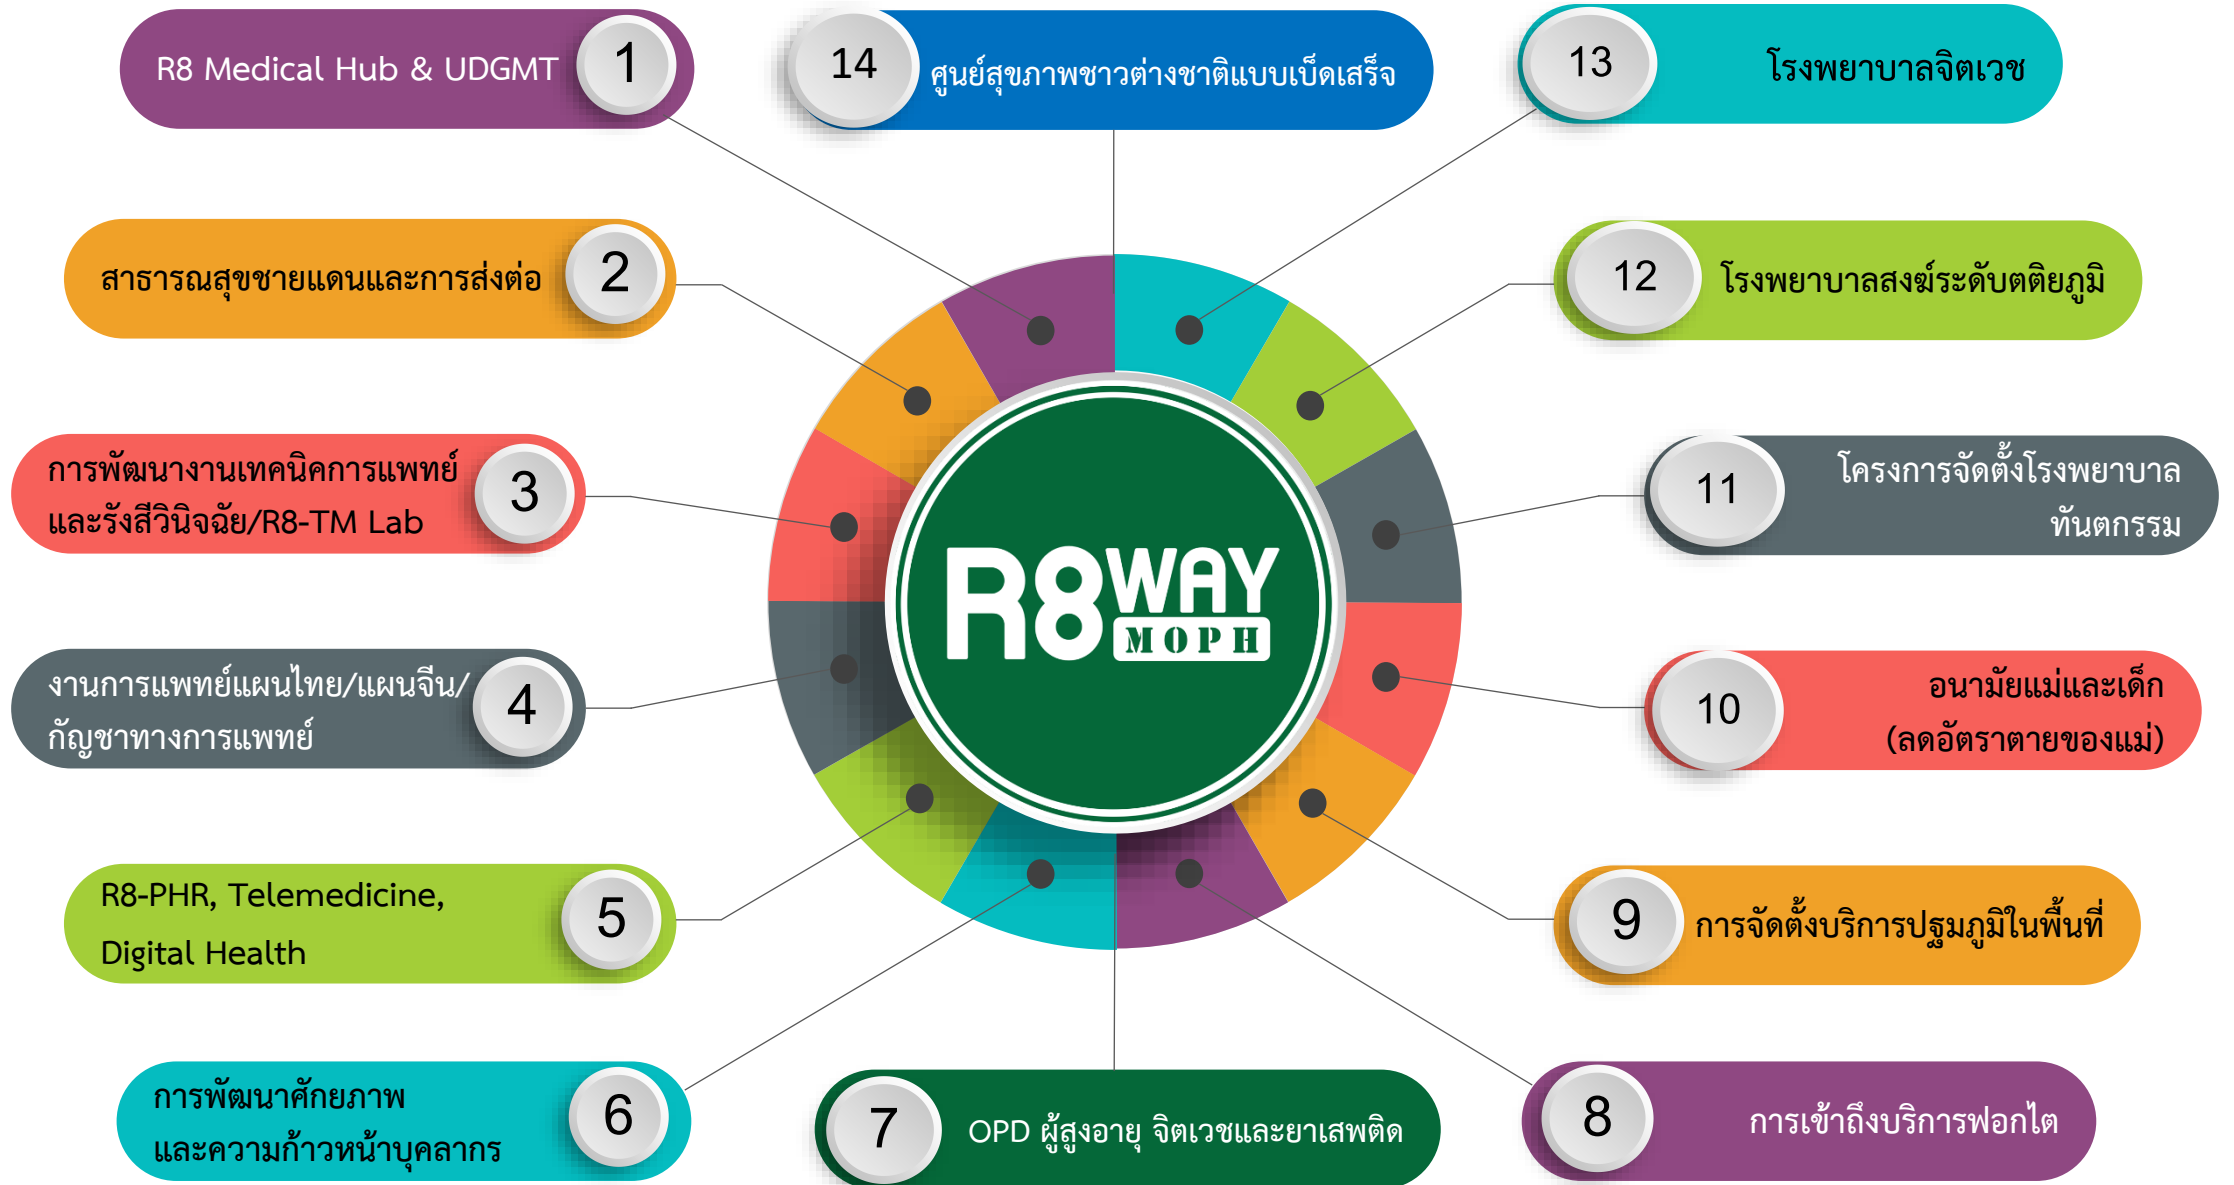 R8 Medical Hub & UDGMT
1
สาธารณสุขชายแดนและการส่งต่อ
2
การพัฒนางานเทคนิคการแพทย์
และรังสีวินิจฉัย/R8-TM Lab
3
งานการแพทย์แผนไทย/แผนจีน/
กัญชาทางการแพทย์
4
R8-PHR, Telemedicine,
Digital Health
5
การพัฒนาศักยภาพ
และความก้าวหน้าบุคลากร
6
7
OPD ผู้สูงอายุ จิตเวชและยาเสพติด
8
การเข้าถึงบริการฟอกไต
9
การจัดตั้งบริการปฐมภูมิในพื้นที่
10
อนามัยแม่และเด็ก
(ลดอัตราตายของแม่)
11
โครงการจัดตั้งโรงพยาบาล
ทันตกรรม
12
โรงพยาบาลสงฆ์ระดับตติยภูมิ
13
โรงพยาบาลจิตเวช
14
ศูนย์สุขภาพชาวต่างชาติแบบเบ็ดเสร็จ
R8 WAY
MOPH